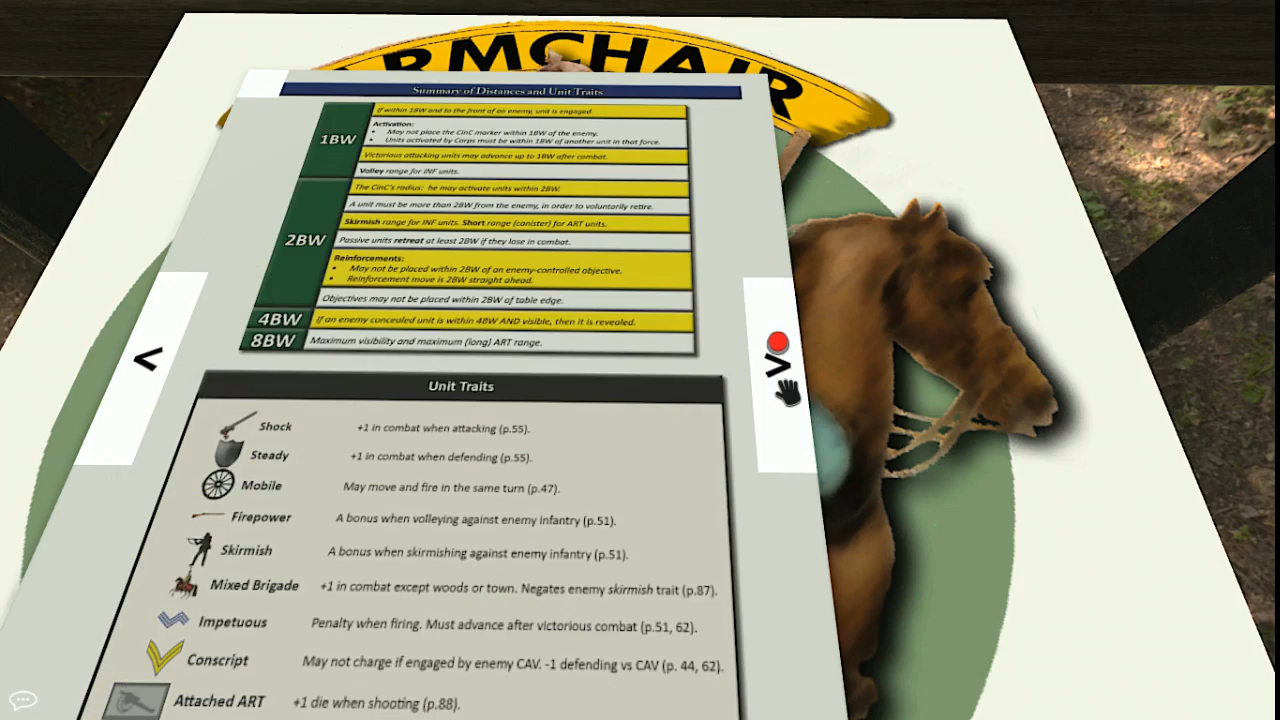 ARMCHAIR
Summary of Distances and Unit Traits
1BW
If within 1BW and to the front of an enemy, unit is engaged.
Activation:
• May not place the CinC marker within 1BW of the enemy.
• Units activated by Corps must be within 1BW of another unit in that force.
Victorious attacking units may advance up to 1BW after combat.
Volley range for INF units.
2BW
The CinC's radius: he may activate units within 2BW.
A unit must be more than 2BW from the enemy, in order to voluntarily retire.
Skirmish range for INF units. Short range (canister) for ART units.
Passive units retreat at least 2BW if they lose in combat.
Reinforcements:
• May not be placed within 2BW of an enemy-controlled objective.
• Reinforcement move is 2BW straight ahead.
Objectives may not be placed within 2BW of table edge.
4BW If an enemy concealed unit is within 4BW AND visible, then it is revealed.
8BW Maximum visibility and maximum (long) ART range.
< >
Unit Traits
Shock +1 in combat when attacking (p.55).
Steady +1 in combat when defending (p.55).
Mobile May move and fire in the same turn (p.47).
Firepower A bonus when volleying against enemy infantry (p.51).
Skirmish A bonus when skirmishing against enemy infantry (p.51).
Mixed Brigade +1 in combat except woods or town. Negates enemy skirmish trait (p.87).
Impetuous Penalty when firing. Must advance after victorious combat (p.51, 62).
Conscript May not charge if engaged by enemy CAV. -1 defending vs CAV (p. 44, 62).
Attached ART +1 die when shooting (p.88).